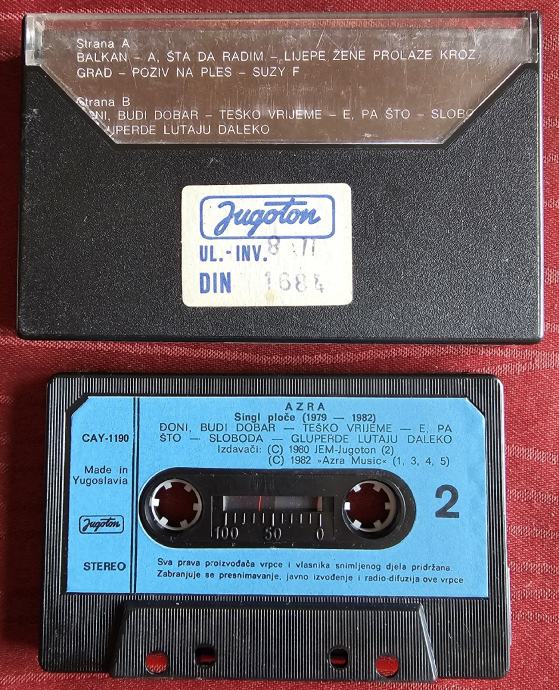 Strana A
BALKAN – A, ŠTA DA RADIM – LIJEPE ŽENE PROLAZE KROZ
GRAD – POZIV NA PLES – SUZY F
Strana B
BUDI DOBAR – TEŠKO VRIJEME – E, PA ŠTO –
GLUPERDE LUTAJU DALEKO
Jugoton
UL.-INV. 8
DIN 1684
AZRA
Singl ploče (1979 — 1982)
ĐONI, BUDI DOBAR — TEŠKO VRIJEME — E, PA
ŠTO — SLOBODA — GLUPERDE LUTAJU DALEKO
Izdavači: (C) 1980 JEM-Jugoton (2)
(C) 1982 »Azra Music« (1, 3, 4, 5)
CAY-1190
Made in
Yugoslavia
Jugoton
STEREO
2
100 50 0
Sva prava proizvođača vrpce i vlasnika snimljenog djela pridržana.
Zabranjuje se presnimavanje, javno izvođenje i radio-difuzija ove vrpce